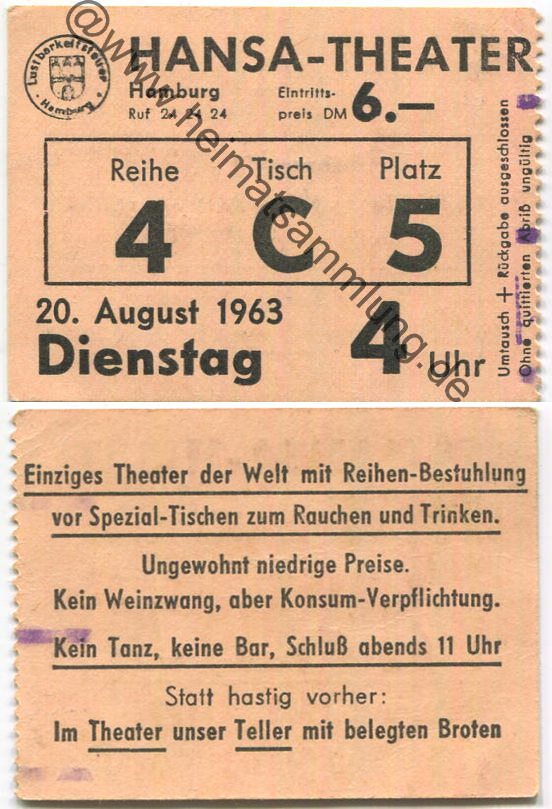 Lustbarkeitssteuer
Hamburg
HANSA-THEATER
Hamburg
Ruf 24 24 24
Eintritts-
preis DM 6.—
Reihe Tisch Platz
4 C 5
20. August 1963
Dienstag 4 Uhr
Umtausch + Rückgabe ausgeschlossen
Ohne quittierten Abriß ungültig
@www.heimatsammlung.de
Einziges Theater der Welt mit Reihen-Bestuhlung
vor Spezial-Tischen zum Rauchen und Trinken.
Ungewohnt niedrige Preise.
Kein Weinzwang, aber Konsum-Verpflichtung.
Kein Tanz, keine Bar, Schluß abends 11 Uhr
Statt hastig vorher:
Im Theater unser Teller mit belegten Broten